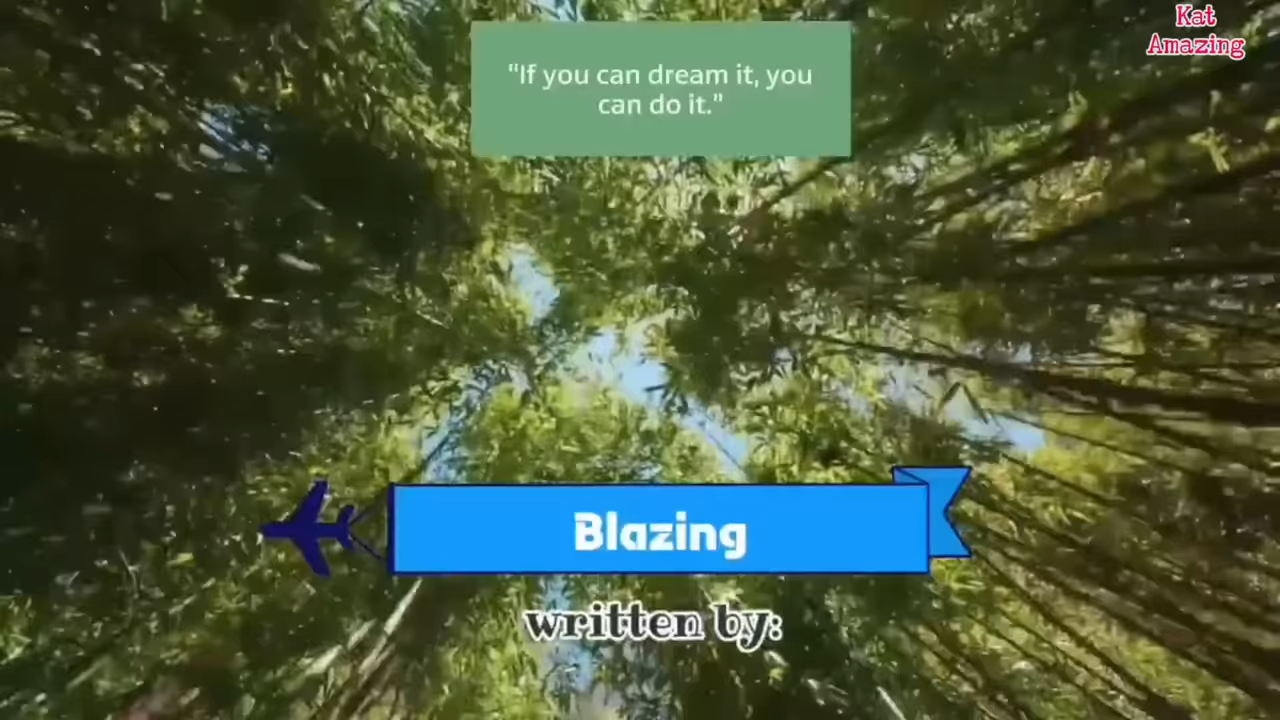 Kat
Amazing
"If you can dream it, you
can do it."
Blazing
written by: